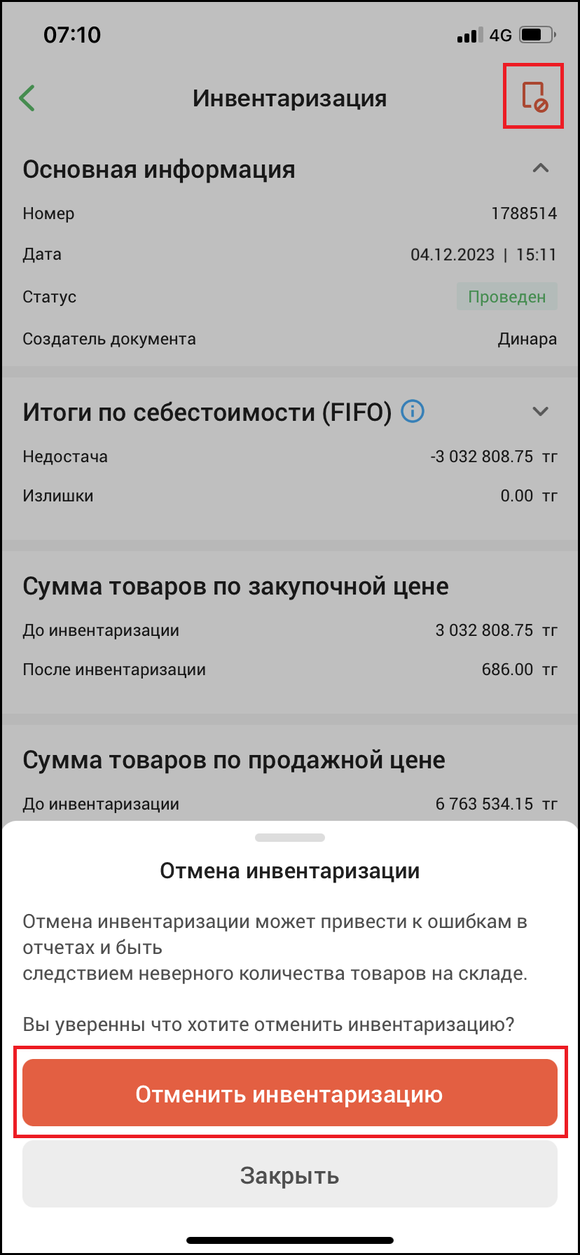 07:10 4G
Инвентаризация
Основная информация
Номер 1788514
Дата 04.12.2023 | 15:11
Статус Проведен
Создатель документа Динара
Итоги по себестоимости (FIFO)
Недостача -3 032 808.75 тг
Излишки 0.00 тг
Сумма товаров по закупочной цене
До инвентаризации 3 032 808.75 тг
После инвентаризации 686.00 тг
Сумма товаров по продажной цене
До инвентаризации 6 763 534.15 тг
Отмена инвентаризации
Отмена инвентаризации может привести к ошибкам в
отчетах и быть
следствием неверного количества товаров на складе.
Вы уверенны что хотите отменить инвентаризацию?
Отменить инвентаризацию
Закрыть